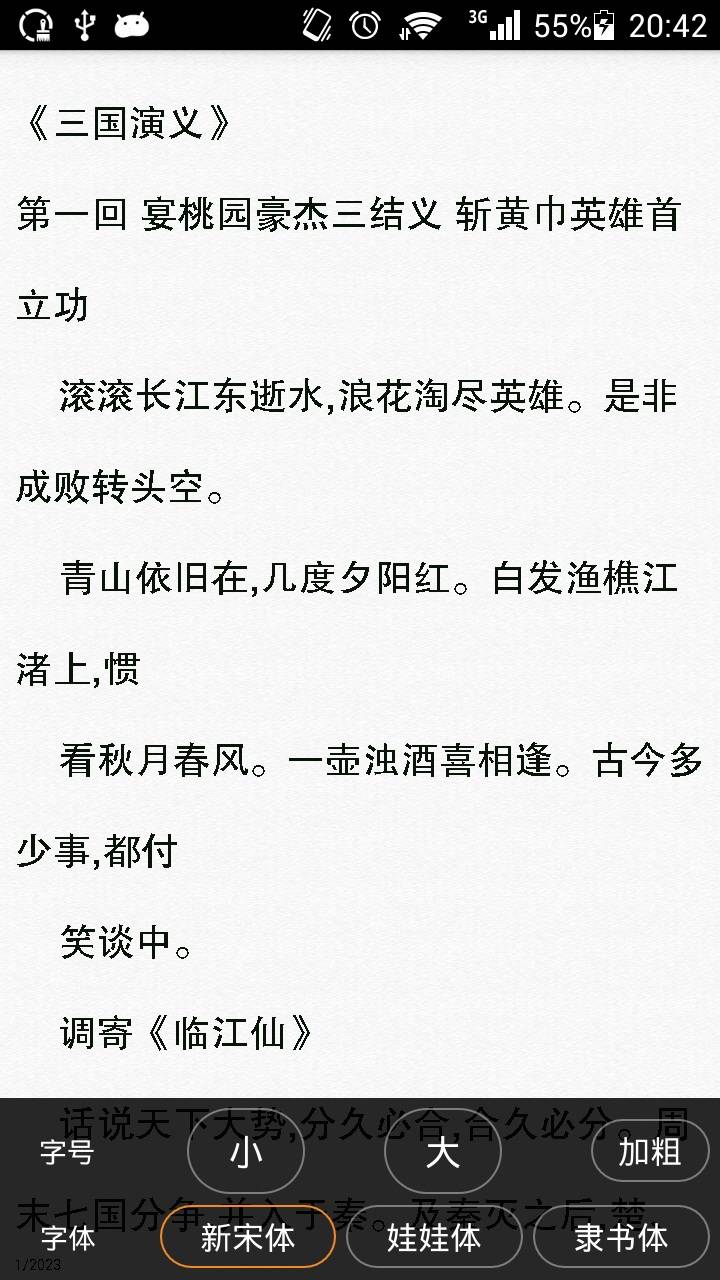 3G 55% 20:42
《三国演义》
第一回 宴桃园豪杰三结义 斩黄巾英雄首
立功
滚滚长江东逝水,浪花淘尽英雄。是非
成败转头空。
青山依旧在,几度夕阳红。白发渔樵江
渚上,惯
看秋月春风。一壶浊酒喜相逢。古今多
少事,都付
笑谈中。
调寄《临江仙》
话说天下大势,分久必合,合久必分。周
字号 小 大 加粗
末七国分争,并入于秦。及秦灭之后,楚
字体 新宋体 娃娃体 隶书体
1/2023